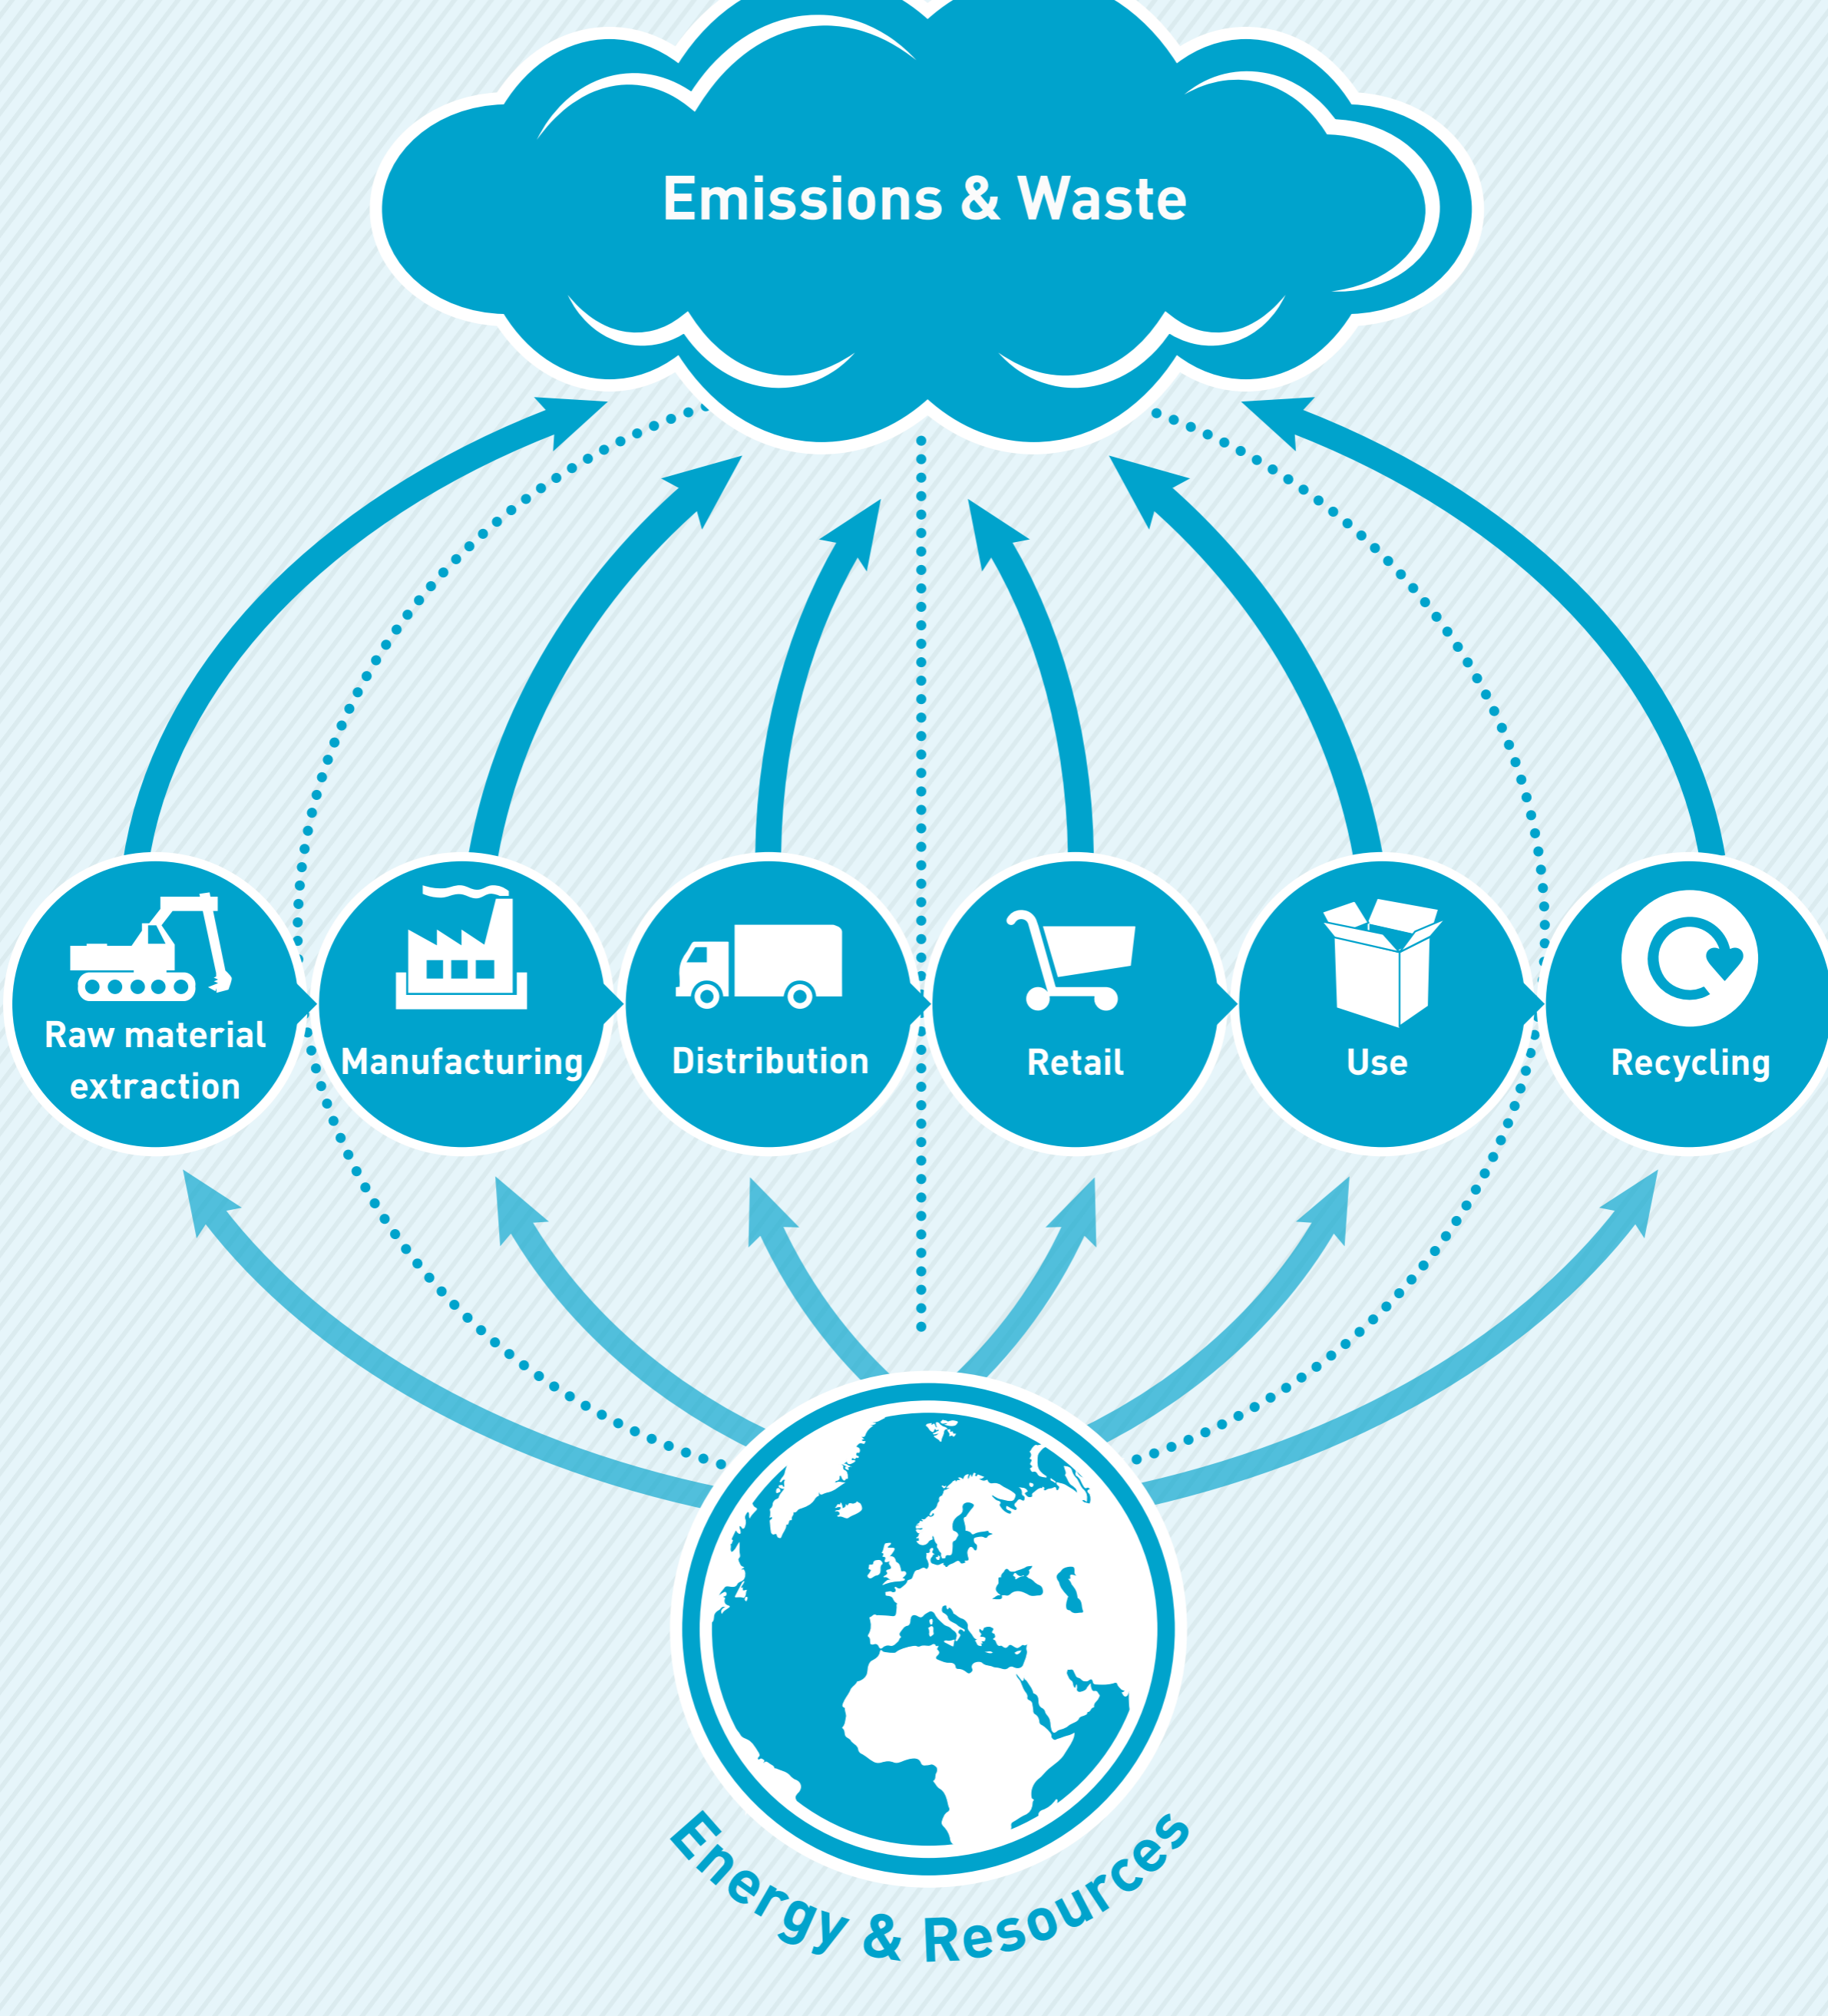 Emissions & Waste
Raw material
extraction
Manufacturing
Distribution
Retail
Use
Recycling
Energy & Resources